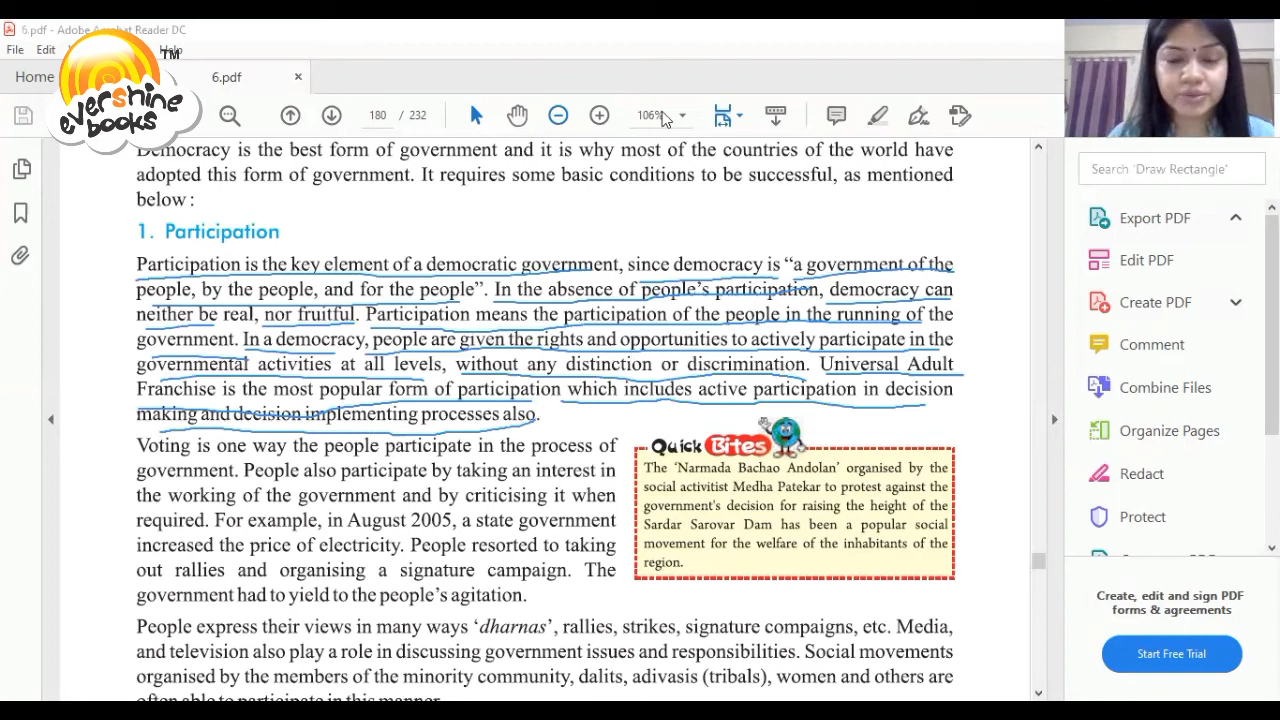 6.pdf - Adobe Acrobat Reader DC
File Edit Help
TM
evershine
books
Home 6.pdf ×
180 / 232 106%
Democracy is the best form of government and it is why most of the countries of the world have
adopted this form of government. It requires some basic conditions to be successful, as mentioned
below :
1. Participation
Participation is the key element of a democratic government, since democracy is “a government of the
people, by the people, and for the people”. In the absence of people’s participation, democracy can
neither be real, nor fruitful. Participation means the participation of the people in the running of the
government. In a democracy, people are given the rights and opportunities to actively participate in the
governmental activities at all levels, without any distinction or discrimination. Universal Adult
Franchise is the most popular form of participation which includes active participation in decision
making and decision implementing processes also.
Voting is one way the people participate in the process of
government. People also participate by taking an interest in
the working of the government and by criticising it when
required. For example, in August 2005, a state government
increased the price of electricity. People resorted to taking
out rallies and organising a signature campaign. The
government had to yield to the people’s agitation.
Quick Bites
The ‘Narmada Bachao Andolan’ organised by the
social activitist Medha Patekar to protest against the
government's decision for raising the height of the
Sardar Sarovar Dam has been a popular social
movement for the welfare of the inhabitants of the
region.
People express their views in many ways ‘dharnas’, rallies, strikes, signature compaigns, etc. Media,
and television also play a role in discussing government issues and responsibilities. Social movements
organised by the members of the minority community, dalits, adivasis (tribals), women and others are
often able to participate in this manner.
Search 'Draw Rectangle'
Export PDF
Edit PDF
Create PDF
Comment
Combine Files
Organize Pages
Redact
Protect
Create, edit and sign PDF
forms & agreements
Start Free Trial